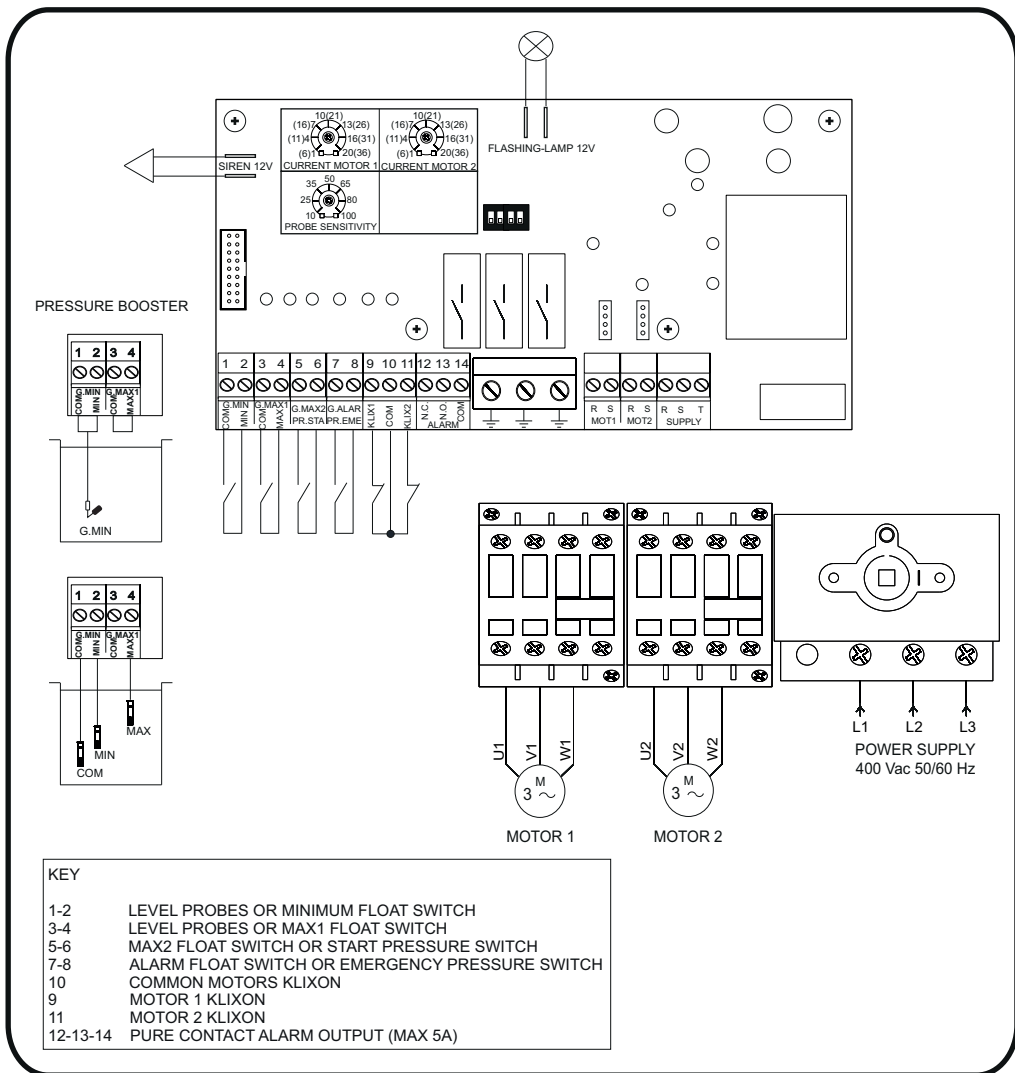 FLASHING-LAMP 12V
SIREN 12V
10(21)
(16)7 13(26)
(11)4 16(31)
(6)1 20(36)
CURRENT MOTOR 1
10(21)
(16)7 13(26)
(11)4 16(31)
(6)1 20(36)
CURRENT MOTOR 2
50
35 65
25 80
10 100
PROBE SENSITIVITY
PRESSURE BOOSTER
1 2 3 4
G.MIN G.MAX1
COM MIN COM MAX1
G.MIN
1 2 3 4
G.MIN G.MAX1
COM MIN COM MAX1
MAX
MIN
COM
1 2 3 4 5 6 7 8 9 10 11 12 13 14
G.MIN G.MAX1 G.MAX2 G.ALAR
COM MIN COM MAX1 PR.STA PR.EME KLIX1 COM KLIX2 N.C. N.O. COM
ALARM
R S R S R S T
MOT1 MOT2 SUPPLY
I
U1 V1 W1
M
3 ~
MOTOR 1
U2 V2 W2
M
3 ~
MOTOR 2
L1 L2 L3
POWER SUPPLY
400 Vac 50/60 Hz
KEY
1-2 LEVEL PROBES OR MINIMUM FLOAT SWITCH
3-4 LEVEL PROBES OR MAX1 FLOAT SWITCH
5-6 MAX2 FLOAT SWITCH OR START PRESSURE SWITCH
7-8 ALARM FLOAT SWITCH OR EMERGENCY PRESSURE SWITCH
10 COMMON MOTORS KLIXON
9 MOTOR 1 KLIXON
11 MOTOR 2 KLIXON
12-13-14 PURE CONTACT ALARM OUTPUT (MAX 5A)